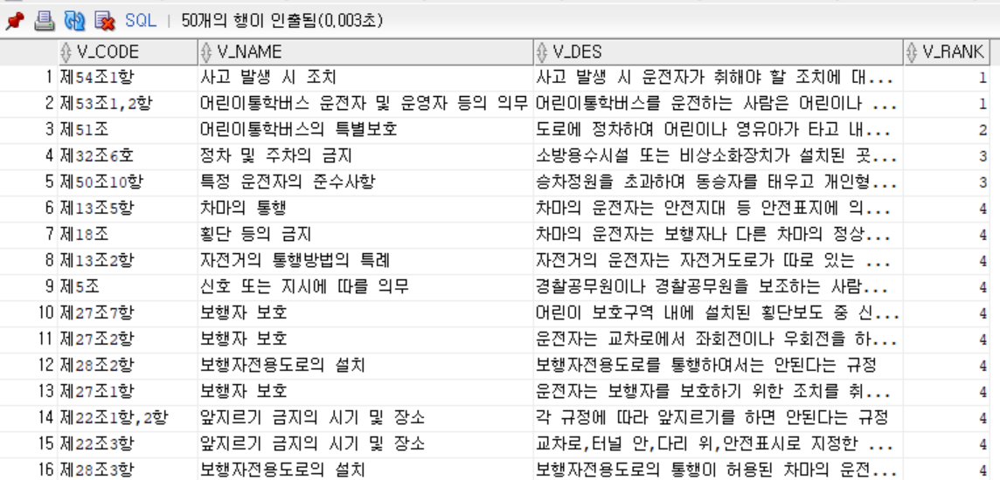 SQL | 50개의 행이 인출됨(0,003초)
V_CODE V_NAME V_DES V_RANK
1 제54조1항 사고 발생 시 조치 사고 발생 시 운전자가 취해야 할 조치에 대... 1
2 제53조1,2항 어린이통학버스 운전자 및 운영자 등의 의무 어린이통학버스를 운전하는 사람은 어린이나 ... 1
3 제51조 어린이통학버스의 특별보호 도로에 정차하여 어린이나 영유아가 타고 내... 2
4 제32조6호 정차 및 주차의 금지 소방용수시설 또는 비상소화장치가 설치된 곳... 3
5 제50조10항 특정 운전자의 준수사항 승차정원을 초과하여 동승자를 태우고 개인형... 3
6 제13조5항 차마의 통행 차마의 운전자는 안전지대 등 안전표지에 의... 4
7 제18조 횡단 등의 금지 차마의 운전자는 보행자나 다른 차마의 정상... 4
8 제13조2항 자전거의 통행방법의 특례 자전거의 운전자는 자전거도로가 따로 있는 ... 4
9 제5조 신호 또는 지시에 따를 의무 경찰공무원이나 경찰공무원을 보조하는 사람... 4
10 제27조7항 보행자 보호 어린이 보호구역 내에 설치된 횡단보도 중 신... 4
11 제27조2항 보행자 보호 운전자는 교차로에서 좌회전이나 우회전을 하... 4
12 제28조2항 보행자전용도로의 설치 보행자전용도로를 통행하여서는 안된다는 규정 4
13 제27조1항 보행자 보호 운전자는 보행자를 보호하기 위한 조치를 취... 4
14 제22조1항,2항 앞지르기 금지의 시기 및 장소 각 규정에 따라 앞지르기를 하면 안된다는 규정 4
15 제22조3항 앞지르기 금지의 시기 및 장소 교차로,터널 안,다리 위,안전표시로 지정한 ... 4
16 제28조3항 보행자전용도로의 설치 보행자전용도로의 통행이 허용된 차마의 운전... 4